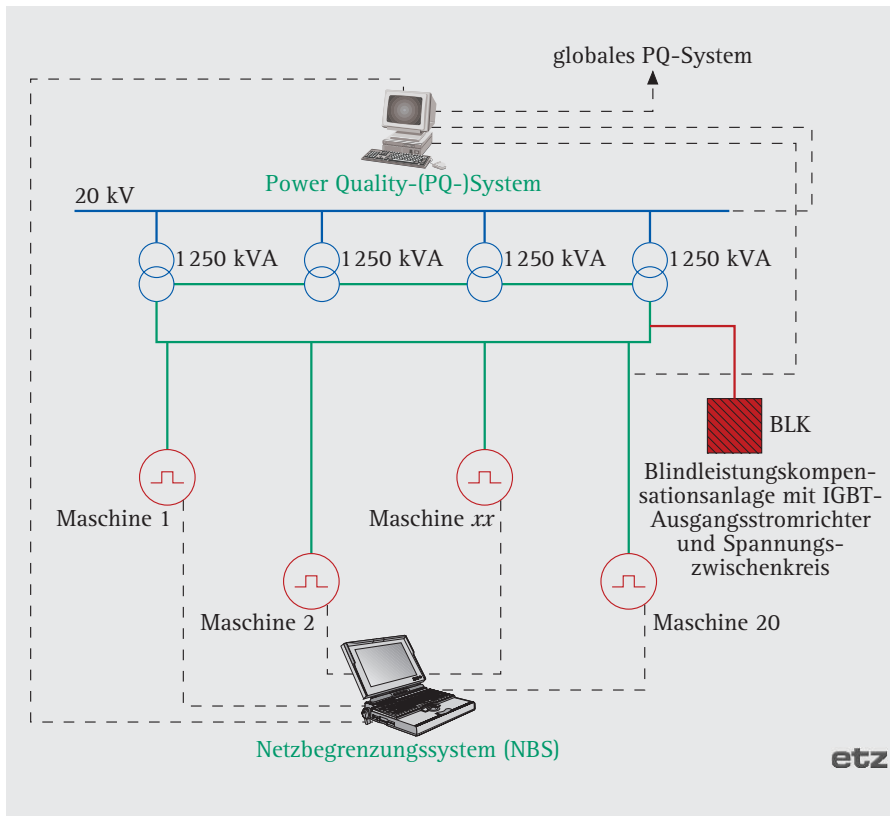 globales PQ-System
Power Quality-(PQ-)System
20 kV
1 250 kVA
1 250 kVA
1 250 kVA
1 250 kVA
BLK
Blindleistungskompen-
sationsanlage mit IGBT-
Ausgangsstromrichter
und Spannungs-
zwischenkreis
Maschine 1
Maschine xx
Maschine 2
Maschine 20
Netzbegrenzungssystem (NBS)
etz